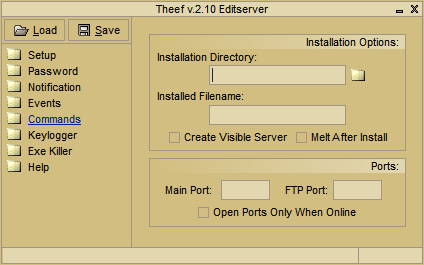 Theef v.2.10 Editserver
Load
Save
Setup
Password
Notification
Events
Commands
Keylogger
Exe Killer
Help
Installation Options:
Installation Directory:
Installed Filename:
Create Visible Server
Melt After Install
Ports:
Main Port:
FTP Port:
Open Ports Only When Online